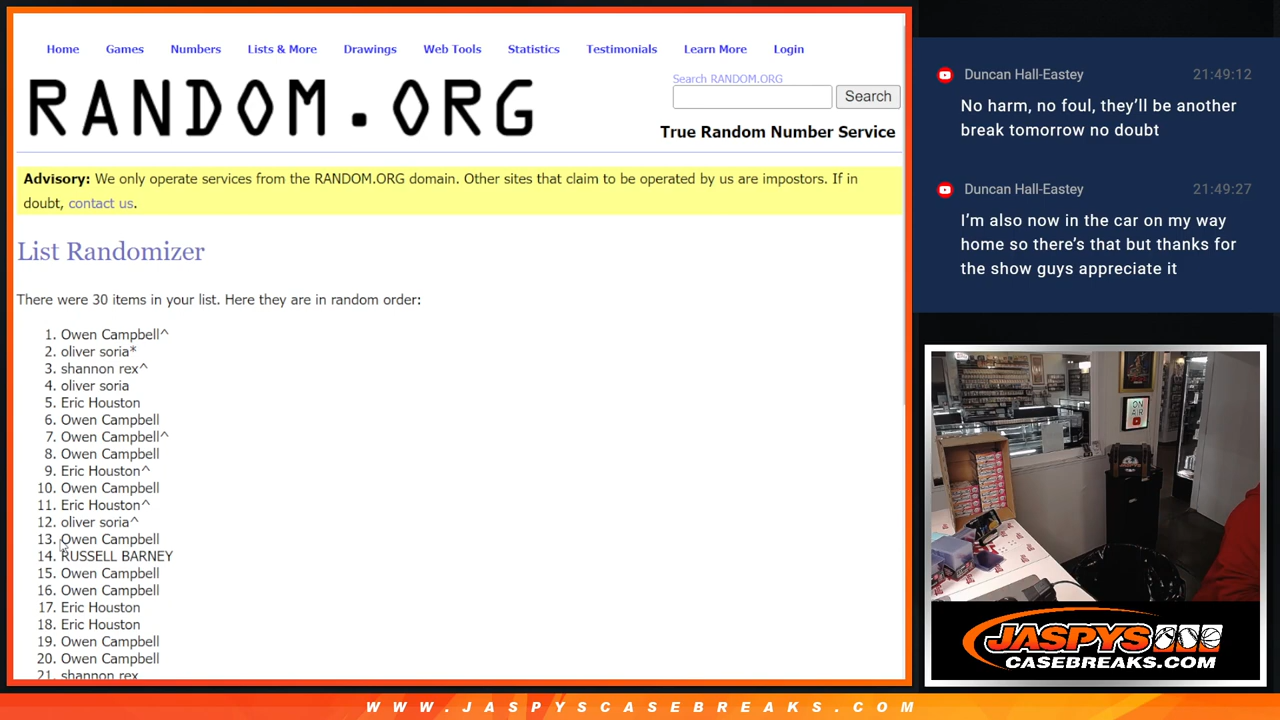 Home Games Numbers Lists & More Drawings Web Tools Statistics Testimonials Learn More Login
RANDOM.ORG
Search RANDOM.ORG
Search
True Random Number Service
Advisory: We only operate services from the RANDOM.ORG domain. Other sites that claim to be operated by us are impostors. If in
doubt, contact us.
List Randomizer
There were 30 items in your list. Here they are in random order:
1. Owen Campbell^
2. oliver soria*
3. shannon rex^
4. oliver soria
5. Eric Houston
6. Owen Campbell
7. Owen Campbell^
8. Owen Campbell
9. Eric Houston^
10. Owen Campbell
11. Eric Houston^
12. oliver soria^
13. Owen Campbell
14. RUSSELL BARNEY
15. Owen Campbell
16. Owen Campbell
17. Eric Houston
18. Eric Houston
19. Owen Campbell
20. Owen Campbell
21. shannon rex
Duncan Hall-Eastey 21:49:12
No harm, no foul, they'll be another
break tomorrow no doubt
Duncan Hall-Eastey 21:49:27
I'm also now in the car on my way
home so there's that but thanks for
the show guys appreciate it
ON
AIR
JASPYS
CASEBREAKS.COM
WWW.JASPYSCASEBREAKS.COM